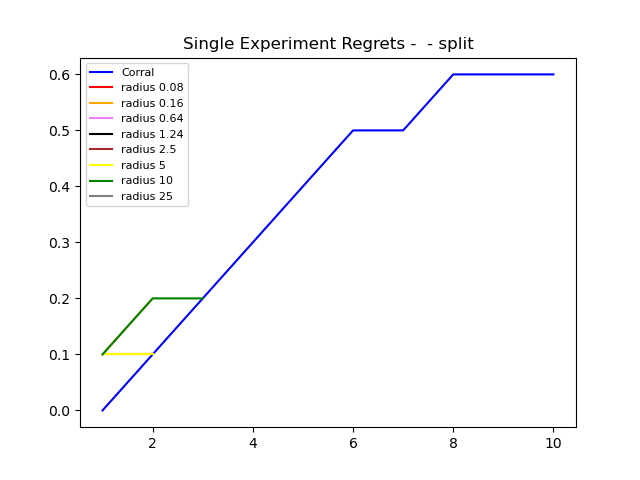 Single Experiment Regrets -  - split
Corral
radius 0.08
radius 0.16
radius 0.64
radius 1.24
radius 2.5
radius 5
radius 10
radius 25
0.6
0.5
0.4
0.3
0.2
0.1
0.0
2 4 6 8 10